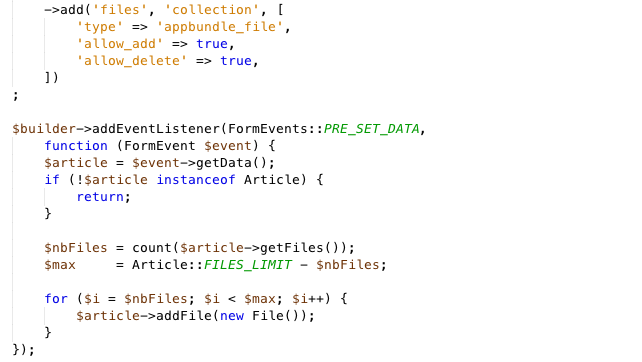 ->add('files', 'collection', [
        'type' => 'appbundle_file',
        'allow_add' => true,
        'allow_delete' => true,
    ])
;

$builder->addEventListener(FormEvents::PRE_SET_DATA,
    function (FormEvent $event) {
    $article = $event->getData();
    if (!$article instanceof Article) {
        return;
    }

    $nbFiles = count($article->getFiles());
    $max     = Article::FILES_LIMIT - $nbFiles;

    for ($i = $nbFiles; $i < $max; $i++) {
        $article->addFile(new File());
    }
});